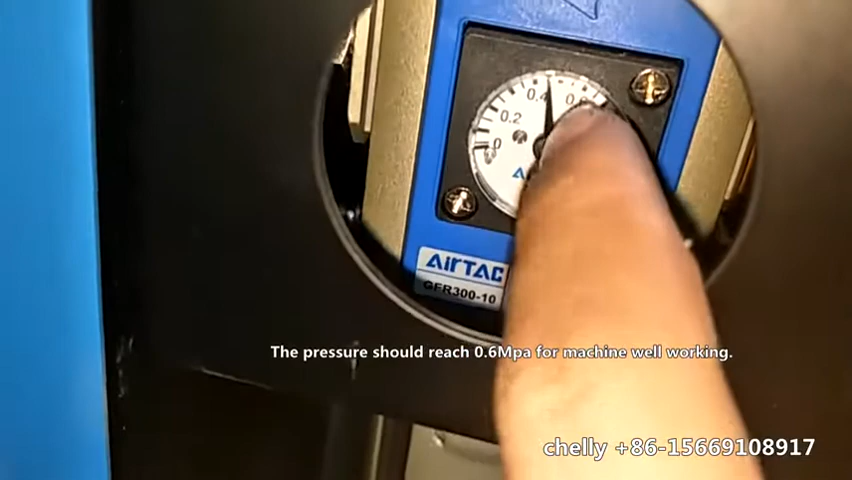 0.4
0.2
0
AirTAC
GFR300-10
The pressure should reach 0.6Mpa for machine well working.
chelly +86-15669108917